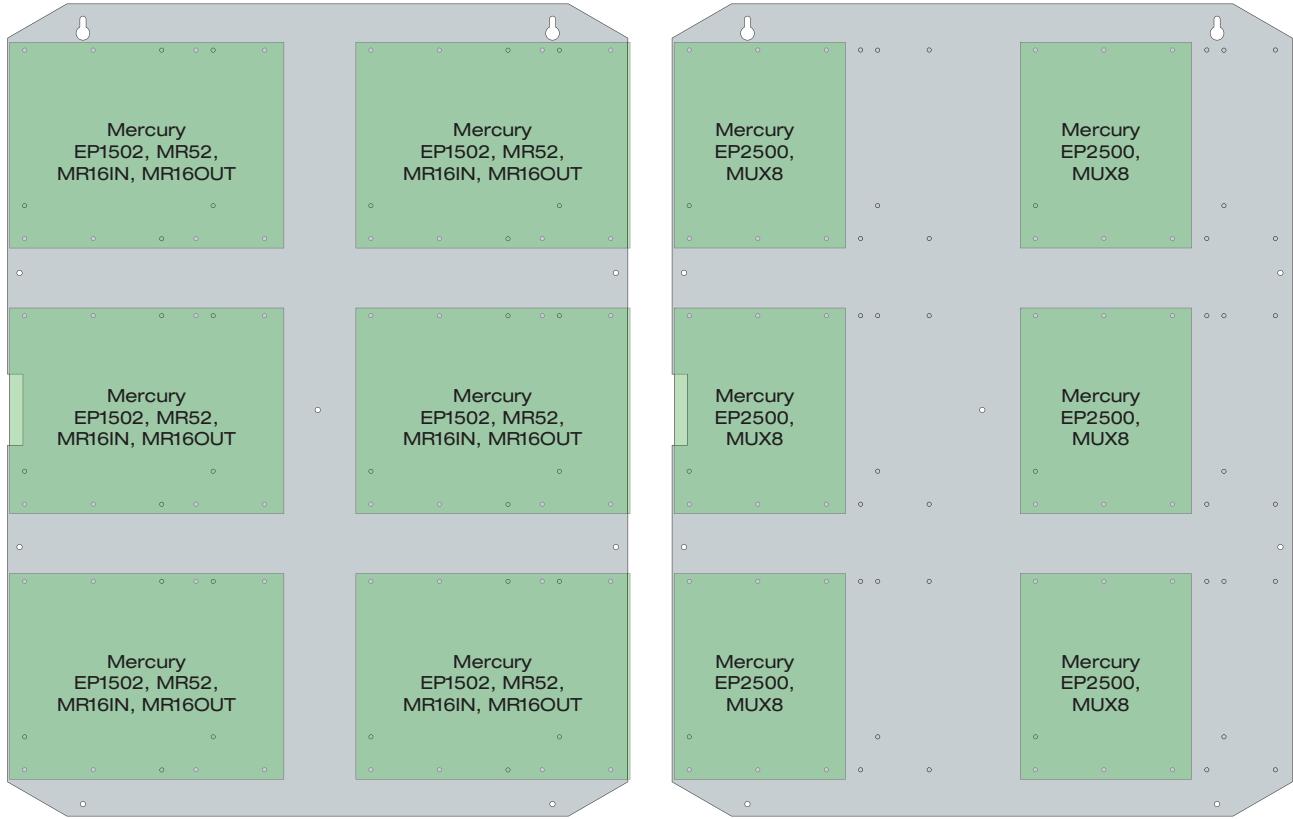 Mercury
EP1502, MR52,
MR16IN, MR16OUT
Mercury
EP1502, MR52,
MR16IN, MR16OUT
Mercury
EP2500,
MUX8
Mercury
EP2500,
MUX8
Mercury
EP1502, MR52,
MR16IN, MR16OUT
Mercury
EP1502, MR52,
MR16IN, MR16OUT
Mercury
EP2500,
MUX8
Mercury
EP2500,
MUX8
Mercury
EP1502, MR52,
MR16IN, MR16OUT
Mercury
EP1502, MR52,
MR16IN, MR16OUT
Mercury
EP2500,
MUX8
Mercury
EP2500,
MUX8